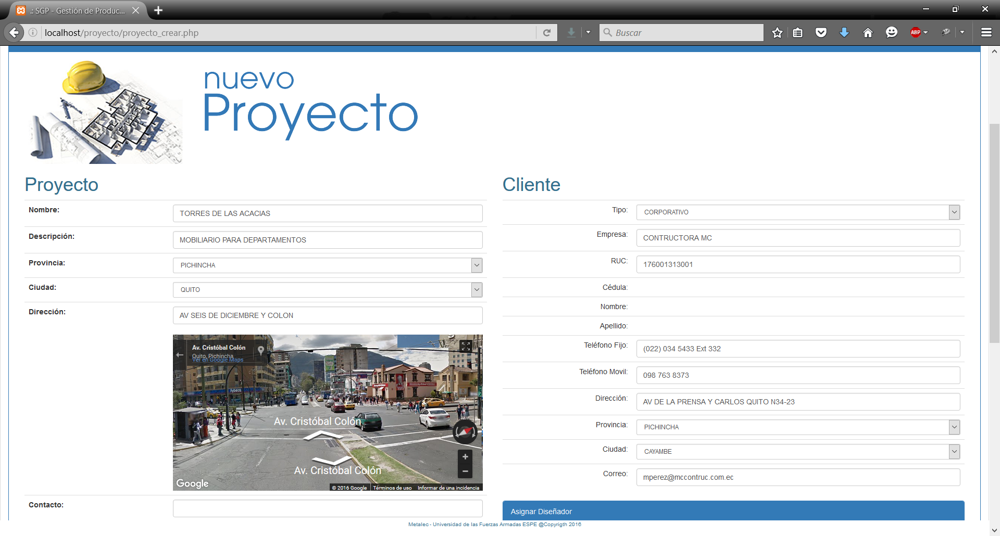 .: SGP - Gestión de Produc...
localhost/proyecto/proyecto_crear.php
Buscar
ABP
nuevo
Proyecto
Proyecto
Nombre:
TORRES DE LAS ACACIAS
Descripción:
MOBILIARIO PARA DEPARTAMENTOS
Provincia:
PICHINCHA
Ciudad:
QUITO
Dirección:
AV SEIS DE DICIEMBRE Y COLON
Av. Cristóbal Colón
Quito, Pichincha
Ver en Google Maps
Fybeca
Av. Cristóbal Colón
Av. Cristóbal Colón
Google
© 2016 Google
Términos de uso
Informar de una incidencia
Contacto:
Cliente
Tipo:
CORPORATIVO
Empresa:
CONTRUCTORA MC
RUC:
176001313001
Cédula:
Nombre:
Apellido:
Teléfono Fijo:
(022) 034 5433 Ext 332
Teléfono Movil:
098 763 8373
Dirección:
AV DE LA PRENSA Y CARLOS QUITO N34-23
Provincia:
PICHINCHA
Ciudad:
CAYAMBE
Correo:
mperez@mccontruc.com.ec
Asignar Diseñador
Metalec - Universidad de las Fuerzas Armadas ESPE @Copyrigth 2016